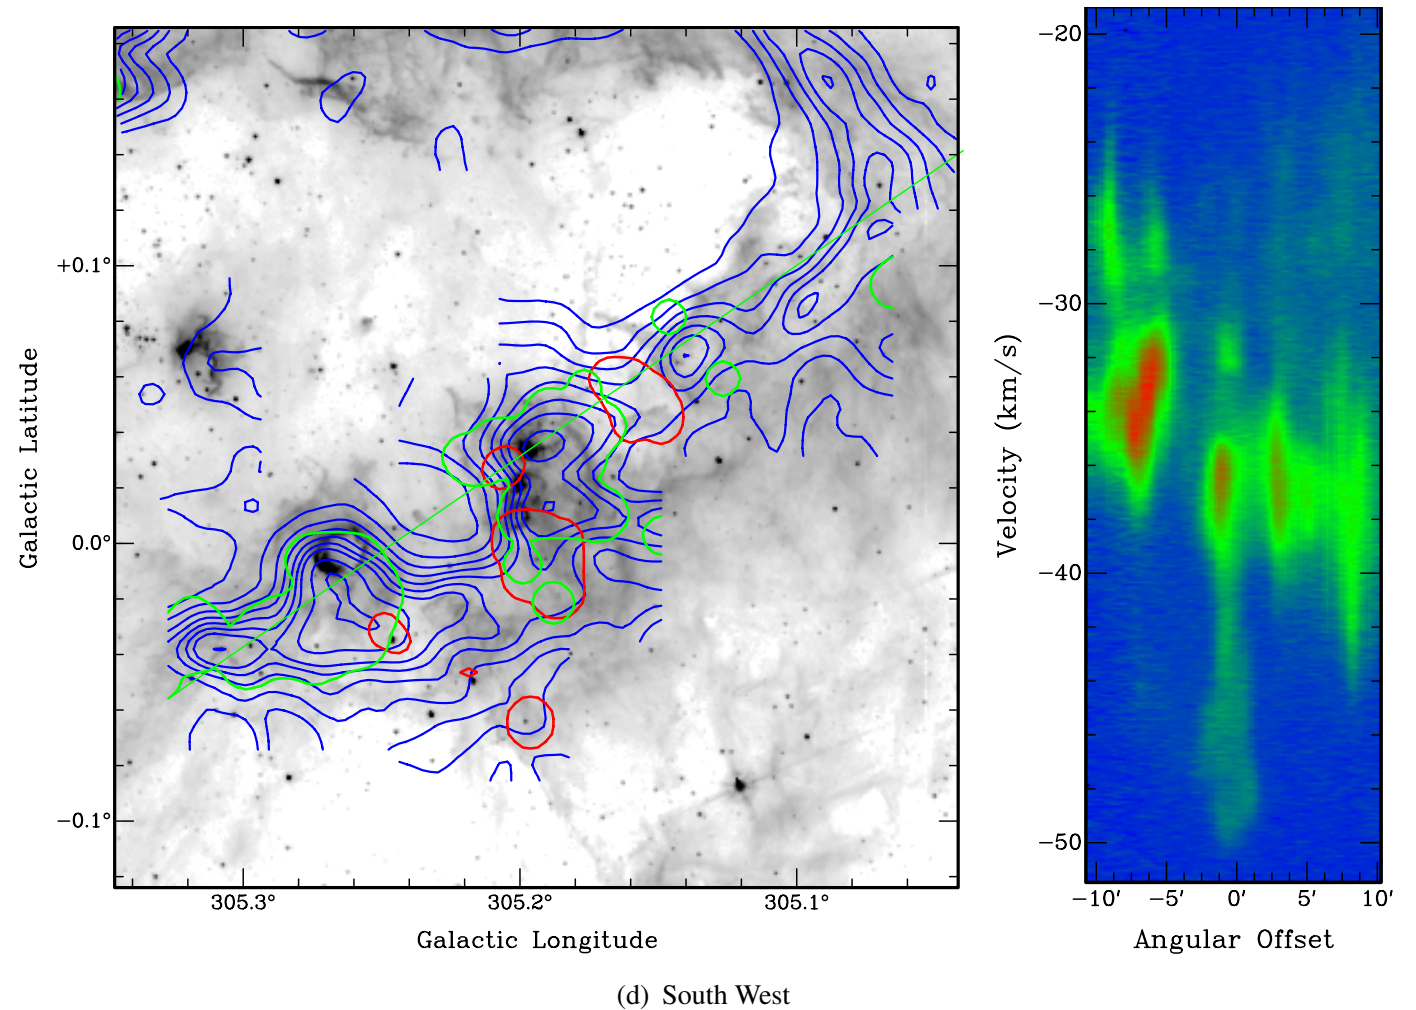 +0.1°
0.0°
−0.1°
Galactic Latitude
305.3° 305.2° 305.1°
Galactic Longitude
−20
−30
−40
−50
Velocity (km/s)
−10′ −5′ 0′ 5′ 10′
Angular Offset
(d) South West